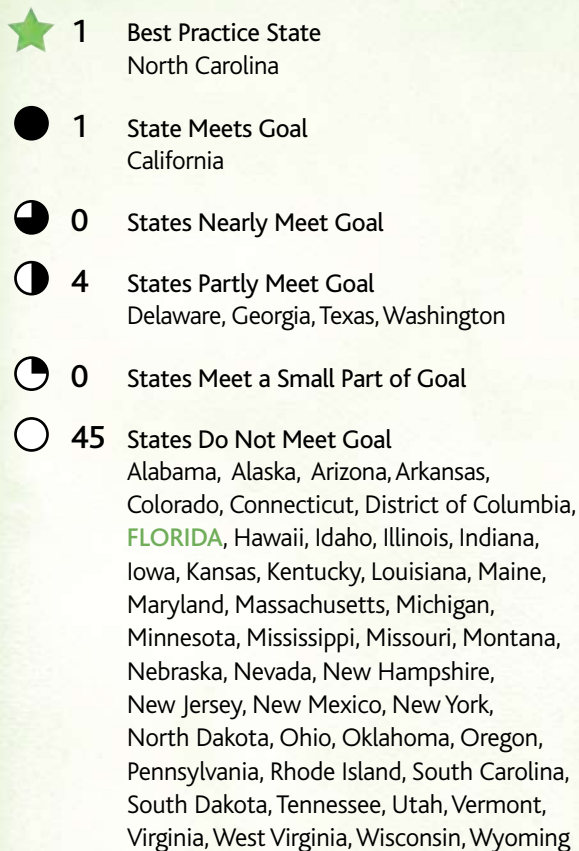 1 Best Practice State
North Carolina
1 State Meets Goal
California
0 States Nearly Meet Goal
4 States Partly Meet Goal
Delaware, Georgia, Texas, Washington
0 States Meet a Small Part of Goal
45 States Do Not Meet Goal
Alabama, Alaska, Arizona, Arkansas,
Colorado, Connecticut, District of Columbia,
FLORIDA, Hawaii, Idaho, Illinois, Indiana,
Iowa, Kansas, Kentucky, Louisiana, Maine,
Maryland, Massachusetts, Michigan,
Minnesota, Mississippi, Missouri, Montana,
Nebraska, Nevada, New Hampshire,
New Jersey, New Mexico, New York,
North Dakota, Ohio, Oklahoma, Oregon,
Pennsylvania, Rhode Island, South Carolina,
South Dakota, Tennessee, Utah, Vermont,
Virginia, West Virginia, Wisconsin, Wyoming